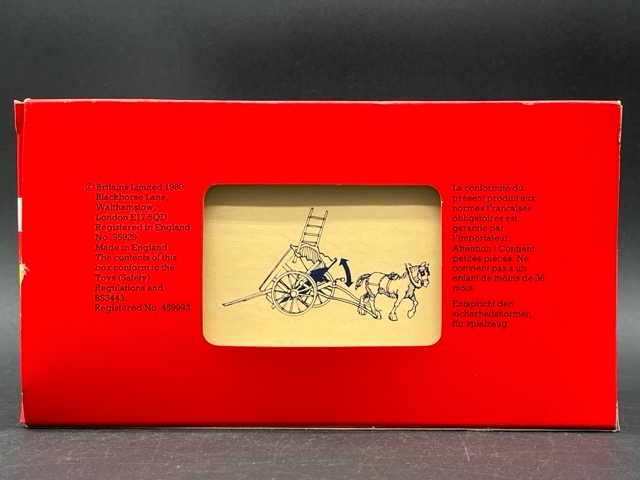 © Britains Limited 1980
Blackhorse Lane,
Walthamstow,
London E17 5QD
Registered in England
No. 95929
Made in England
The contents of this
box conform to the
Toys (Safety)
Regulations and
BS3443.
Registered No. 459993
La conformité du
présent produit aux
normes Francaises
obligatoires est
garantie par
l'importateur.
Attention : Contient
petites pièces. Ne
convient pas à un
enfant de moins de 36
mois.
Entspricht den
sicherheitsnormen
für spielzeug